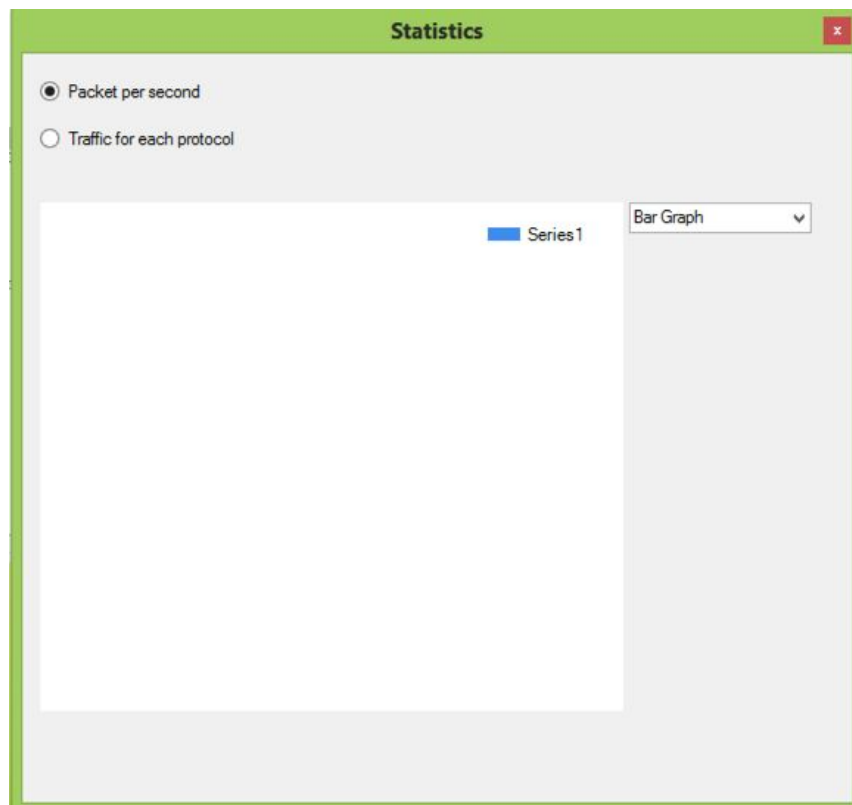 Statistics
x
Packet per second
Traffic for each protocol
Series1
Bar Graph